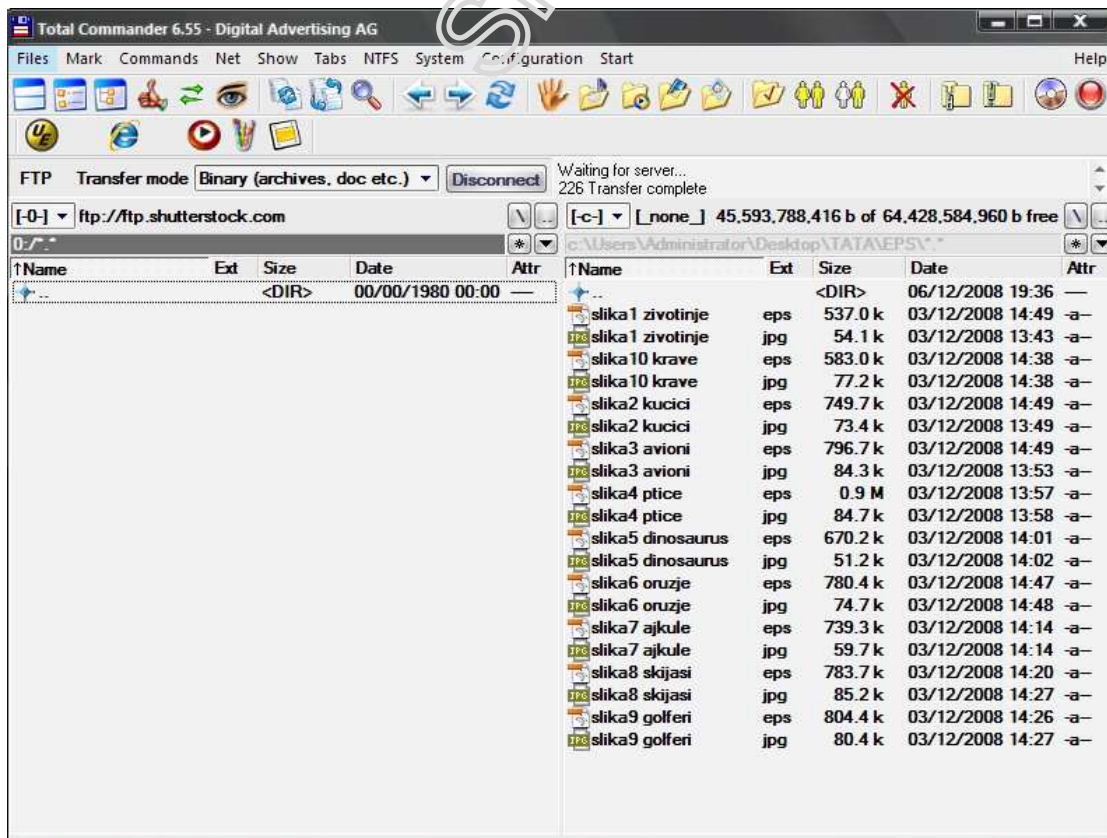 Total Commander 6.55 - Digital Advertising AG
Files Mark Commands Net Show Tabs NTFS System Configuration Start Help
FTP Transfer mode Binary (archives, doc etc.) Disconnect
Waiting for server...
226 Transfer complete
[-0-] ftp://ftp.shutterstock.com \ ..
[-c-] [_none_] 45,593,788,416 b of 64,428,584,960 b free \ ..
0:/*.* *
c:\Users\Administrator\Desktop\TATA\EPS\*.* *
↑Name Ext Size Date Attr
.. <DIR> 00/00/1980 00:00 ----
↑Name Ext Size Date Attr
.. <DIR> 06/12/2008 19:36 ----
slika1 zivotinje eps 537.0 k 03/12/2008 14:49 -a--
slika1 zivotinje jpg 54.1 k 03/12/2008 13:43 -a--
slika10 krave eps 583.0 k 03/12/2008 14:38 -a--
slika10 krave jpg 77.2 k 03/12/2008 14:38 -a--
slika2 kucici eps 749.7 k 03/12/2008 14:49 -a--
slika2 kucici jpg 73.4 k 03/12/2008 13:49 -a--
slika3 avioni eps 796.7 k 03/12/2008 14:49 -a--
slika3 avioni jpg 84.3 k 03/12/2008 13:53 -a--
slika4 ptice eps 0.9 M 03/12/2008 13:57 -a--
slika4 ptice jpg 84.7 k 03/12/2008 13:58 -a--
slika5 dinosaurus eps 670.2 k 03/12/2008 14:01 -a--
slika5 dinosaurus jpg 51.2 k 03/12/2008 14:02 -a--
slika6 oruzje eps 780.4 k 03/12/2008 14:47 -a--
slika6 oruzje jpg 74.7 k 03/12/2008 14:48 -a--
slika7 ajkule eps 739.3 k 03/12/2008 14:14 -a--
slika7 ajkule jpg 59.7 k 03/12/2008 14:14 -a--
slika8 skijasi eps 783.7 k 03/12/2008 14:20 -a--
slika8 skijasi jpg 85.2 k 03/12/2008 14:27 -a--
slika9 golferi eps 804.4 k 03/12/2008 14:26 -a--
slika9 golferi jpg 80.4 k 03/12/2008 14:27 -a--